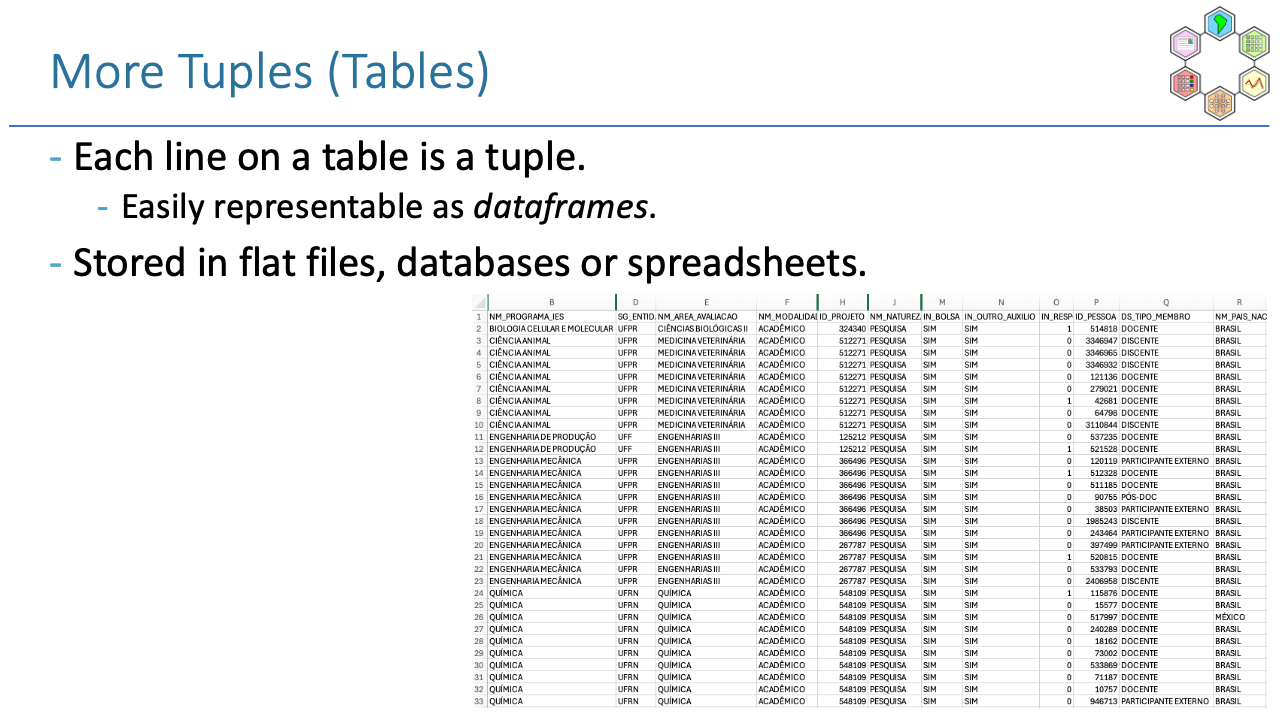 More Tuples (Tables)
- Each line on a table is a tuple.
- Easily representable as dataframes.
- Stored in flat files, databases or spreadsheets.
B D E F H J M N O P Q R
1 NM_PROGRAMA_IES SG_ENTID. NM_AREA_AVALIACAO NM_MODALIDAI ID_PROJETO NM_NATUREZ IN_BOLSA IN_OUTRO_AUXILIO IN_RESP ID_PESSOA DS_TIPO_MEMBRO NM_PAIS_NAC
2 BIOLOGIA CELULAR E MOLECULAR UFPR CIÊNCIAS BIOLÓGICAS II ACADÊMICO 324340 PESQUISA SIM SIM 1 514818 DOCENTE BRASIL
3 CIÊNCIA ANIMAL UFPR MEDICINA VETERINÁRIA ACADÊMICO 512271 PESQUISA SIM SIM 0 3346947 DISCENTE BRASIL
4 CIÊNCIA ANIMAL UFPR MEDICINA VETERINÁRIA ACADÊMICO 512271 PESQUISA SIM SIM 0 3346965 DISCENTE BRASIL
5 CIÊNCIA ANIMAL UFPR MEDICINA VETERINÁRIA ACADÊMICO 512271 PESQUISA SIM SIM 0 3346932 DISCENTE BRASIL
6 CIÊNCIA ANIMAL UFPR MEDICINA VETERINÁRIA ACADÊMICO 512271 PESQUISA SIM SIM 0 121136 DOCENTE BRASIL
7 CIÊNCIA ANIMAL UFPR MEDICINA VETERINÁRIA ACADÊMICO 512271 PESQUISA SIM SIM 0 279021 DOCENTE BRASIL
8 CIÊNCIA ANIMAL UFPR MEDICINA VETERINÁRIA ACADÊMICO 512271 PESQUISA SIM SIM 1 42681 DOCENTE BRASIL
9 CIÊNCIA ANIMAL UFPR MEDICINA VETERINÁRIA ACADÊMICO 512271 PESQUISA SIM SIM 0 64798 DOCENTE BRASIL
10 CIÊNCIA ANIMAL UFPR MEDICINA VETERINÁRIA ACADÊMICO 512271 PESQUISA SIM SIM 0 3110844 DISCENTE BRASIL
11 ENGENHARIA DE PRODUÇÃO UFF ENGENHARIAS III ACADÊMICO 125212 PESQUISA SIM SIM 0 537235 DOCENTE BRASIL
12 ENGENHARIA DE PRODUÇÃO UFF ENGENHARIAS III ACADÊMICO 125212 PESQUISA SIM SIM 1 521528 DOCENTE BRASIL
13 ENGENHARIA MECÂNICA UFPR ENGENHARIAS III ACADÊMICO 366496 PESQUISA SIM SIM 0 120119 PARTICIPANTE EXTERNO BRASIL
14 ENGENHARIA MECÂNICA UFPR ENGENHARIAS III ACADÊMICO 366496 PESQUISA SIM SIM 1 512328 DOCENTE BRASIL
15 ENGENHARIA MECÂNICA UFPR ENGENHARIAS III ACADÊMICO 366496 PESQUISA SIM SIM 0 511185 DOCENTE BRASIL
16 ENGENHARIA MECÂNICA UFPR ENGENHARIAS III ACADÊMICO 366496 PESQUISA SIM SIM 0 90755 PÓS-DOC BRASIL
17 ENGENHARIA MECÂNICA UFPR ENGENHARIAS III ACADÊMICO 366496 PESQUISA SIM SIM 0 38503 PARTICIPANTE EXTERNO BRASIL
18 ENGENHARIA MECÂNICA UFPR ENGENHARIAS III ACADÊMICO 366496 PESQUISA SIM SIM 0 1985243 DISCENTE BRASIL
19 ENGENHARIA MECÂNICA UFPR ENGENHARIAS III ACADÊMICO 366496 PESQUISA SIM SIM 0 243464 PARTICIPANTE EXTERNO BRASIL
20 ENGENHARIA MECÂNICA UFPR ENGENHARIAS III ACADÊMICO 267787 PESQUISA SIM SIM 0 397499 PARTICIPANTE EXTERNO BRASIL
21 ENGENHARIA MECÂNICA UFPR ENGENHARIAS III ACADÊMICO 267787 PESQUISA SIM SIM 1 520815 DOCENTE BRASIL
22 ENGENHARIA MECÂNICA UFPR ENGENHARIAS III ACADÊMICO 267787 PESQUISA SIM SIM 0 533793 DOCENTE BRASIL
23 ENGENHARIA MECÂNICA UFPR ENGENHARIAS III ACADÊMICO 267787 PESQUISA SIM SIM 0 2406958 DISCENTE BRASIL
24 QUÍMICA UFRN QUÍMICA ACADÊMICO 548109 PESQUISA SIM SIM 1 115876 DOCENTE BRASIL
25 QUÍMICA UFRN QUÍMICA ACADÊMICO 548109 PESQUISA SIM SIM 0 15577 DOCENTE BRASIL
26 QUÍMICA UFRN QUÍMICA ACADÊMICO 548109 PESQUISA SIM SIM 0 517997 DOCENTE MÉXICO
27 QUÍMICA UFRN QUÍMICA ACADÊMICO 548109 PESQUISA SIM SIM 0 240289 DOCENTE BRASIL
28 QUÍMICA UFRN QUÍMICA ACADÊMICO 548109 PESQUISA SIM SIM 0 18162 DOCENTE BRASIL
29 QUÍMICA UFRN QUÍMICA ACADÊMICO 548109 PESQUISA SIM SIM 0 73002 DOCENTE BRASIL
30 QUÍMICA UFRN QUÍMICA ACADÊMICO 548109 PESQUISA SIM SIM 0 533869 DOCENTE BRASIL
31 QUÍMICA UFRN QUÍMICA ACADÊMICO 548109 PESQUISA SIM SIM 0 71187 DOCENTE BRASIL
32 QUÍMICA UFRN QUÍMICA ACADÊMICO 548109 PESQUISA SIM SIM 0 10757 DOCENTE BRASIL
33 QUÍMICA UFRN QUÍMICA ACADÊMICO 548109 PESQUISA SIM SIM 0 946713 PARTICIPANTE EXTERNO BRASIL